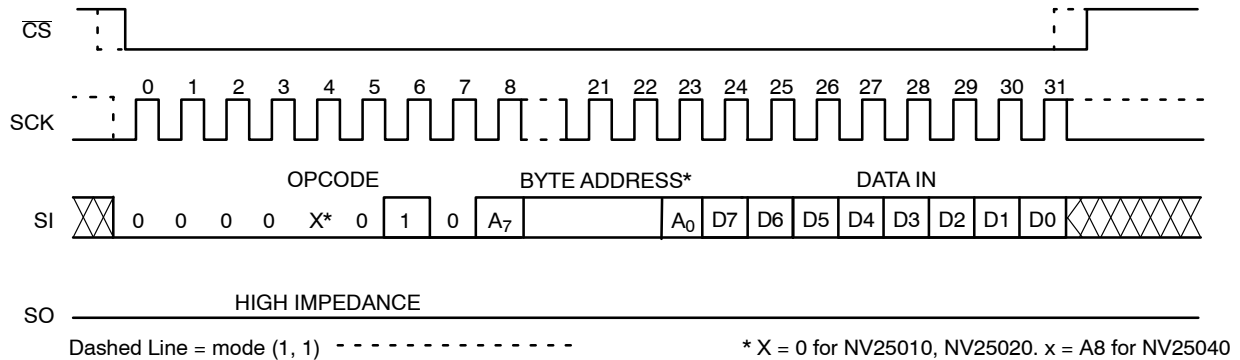 CS
0 1 2 3 4 5 6 7 8 21 22 23 24 25 26 27 28 29 30 31
SCK
OPCODE BYTE ADDRESS* DATA IN
SI 0 0 0 0 X* 0 1 0 A7 A0 D7 D6 D5 D4 D3 D2 D1 D0
HIGH IMPEDANCE
SO
Dashed Line = mode (1, 1) * X = 0 for NV25010, NV25020. x = A8 for NV25040